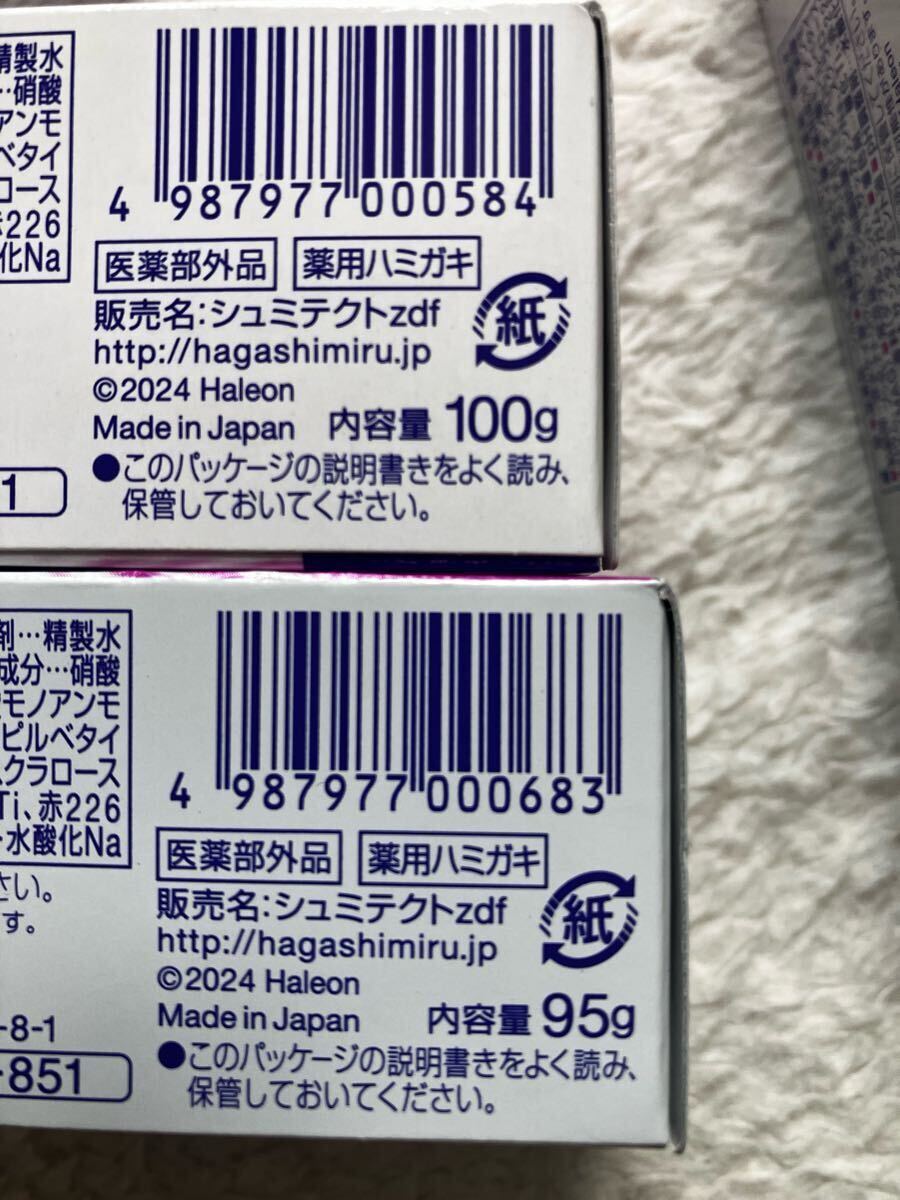 精製水
…硝酸
アンモ
ベタイ
ロース
赤226
化Na
4 987977 000584
医薬部外品 薬用ハミガキ
販売名:シュミテクトzdf
http://hagashimiru.jp
©2024 Haleon
Made in Japan 内容量 100g
紙
●このパッケージの説明書きをよく読み、
保管しておいてください。
1
剤…精製水
成分…硝酸
モノアンモ
ピルベタイ
スクラロース
Ti、赤226
水酸化Na
さい。
す。
-8-1
-851
4 987977 000683
医薬部外品 薬用ハミガキ
販売名:シュミテクトzdf
http://hagashimiru.jp
©2024 Haleon
Made in Japan 内容量 95g
紙
●このパッケージの説明書きをよく読み、
保管しておいてください。